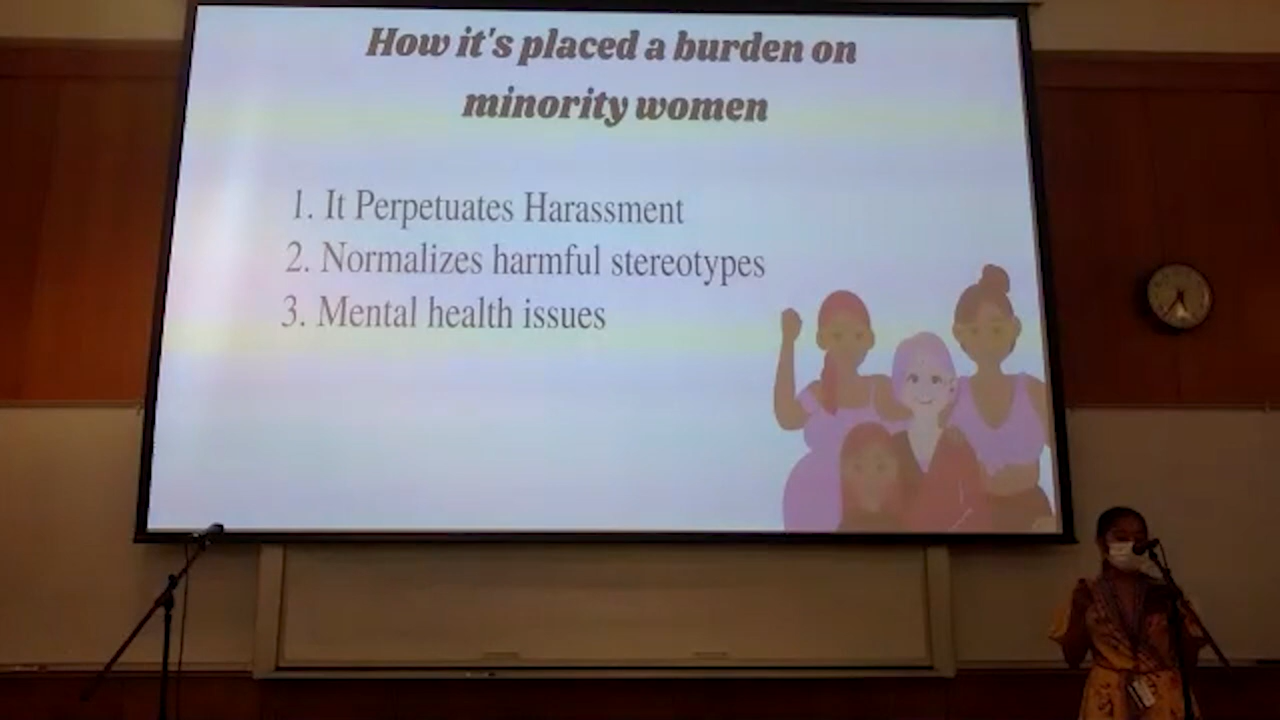 How it's placed a burden on
minority women
1. It Perpetuates Harassment
2. Normalizes harmful stereotypes
3. Mental health issues